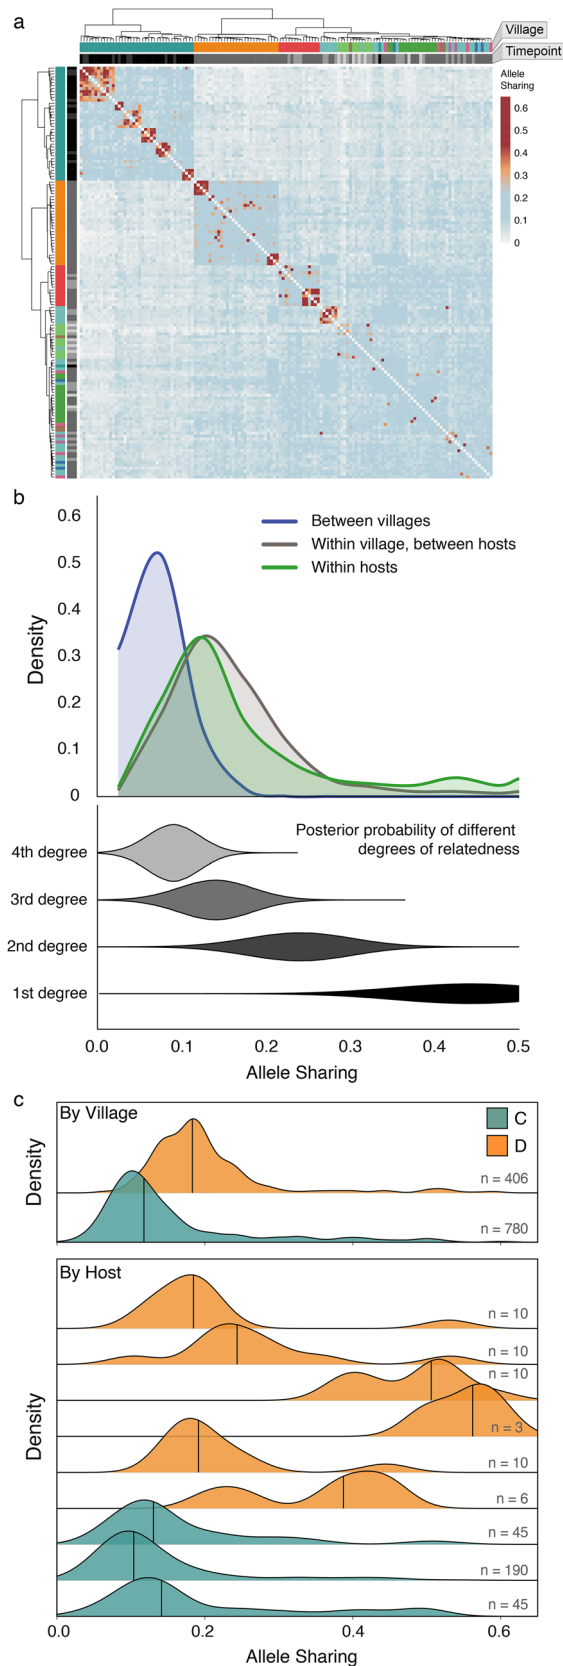 a
Village
Timepoint
Allele
Sharing
0.6
0.5
0.4
0.3
0.2
0.1
0
b
0.6
0.5
0.4
0.3
0.2
0.1
0
Density
Between villages
Within village, between hosts
Within hosts
Posterior probability of different
degrees of relatedness
4th degree
3rd degree
2nd degree
1st degree
0.0 0.1 0.2 0.3 0.4 0.5
Allele Sharing
c
By Village
C
D
Density
n = 406
n = 780
By Host
Density
n = 10
n = 10
n = 10
n = 3
n = 10
n = 6
n = 45
n = 190
n = 45
0.0 0.2 0.4 0.6
Allele Sharing